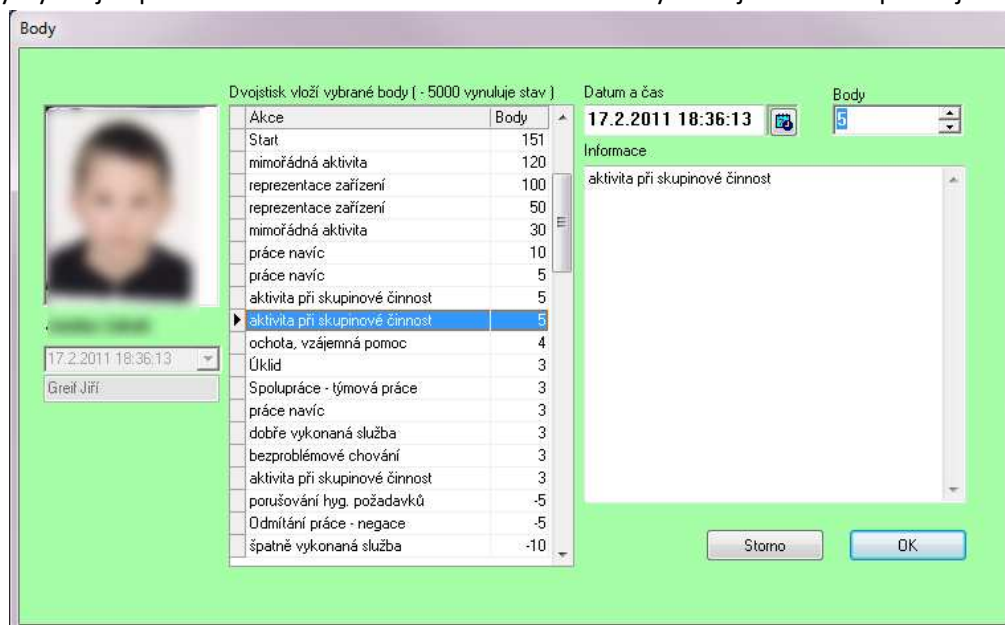 Body
Dvojstisk vloží vybrané body ( - 5000 vynuluje stav )
Akce Body
Start 151
mimořádná aktivita 120
reprezentace zařízení 100
reprezentace zařízení 50
mimořádná aktivita 30
práce navíc 10
práce navíc 5
aktivita při skupinové činnost 5
aktivita při skupinové činnost 5
ochota, vzájemná pomoc 4
Úklid 3
Spolupráce - týmová práce 3
práce navíc 3
dobře vykonaná služba 3
bezproblémové chování 3
aktivita při skupinové činnost 3
porušování hyg. požadavků -5
Odmítání práce - negace -5
špatně vykonaná služba -10
17.2.2011 18:36:13
Greif Jiří
Datum a čas
17.2.2011 18:36:13
Body
5
Informace
aktivita při skupinové činnost
Storno
OK